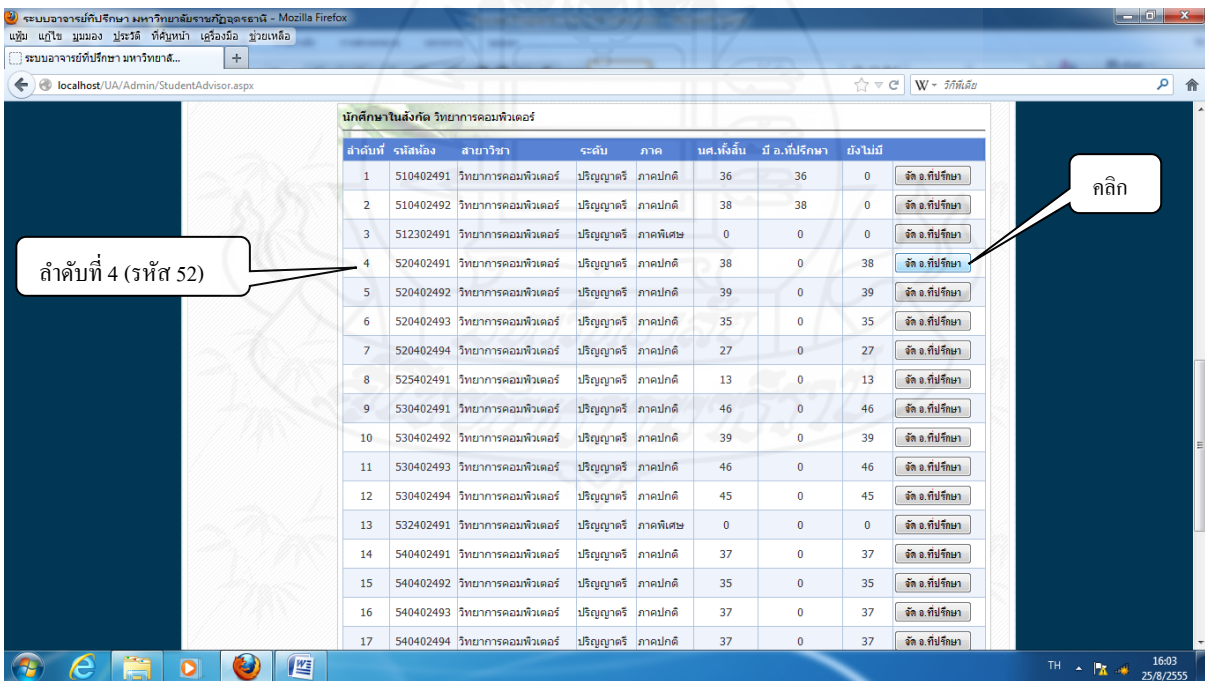 ระบบอาจารย์ที่ปรึกษา มหาวิทยาลัยราชภัฏอุดรธานี - Mozilla Firefox
แฟ้ม แก้ไข มุมมอง ประวัติ ที่คั่นหน้า เครื่องมือ ช่วยเหลือ
ระบบอาจารย์ที่ปรึกษา มหาวิทยาลั... +
localhost/UA/Admin/StudentAdvisor.aspx W - วิกิพีเดีย
นักศึกษาในสังกัด วิทยาการคอมพิวเตอร์
ลำดับที่ รหัสห้อง สาขาวิชา ระดับ ภาค นศ.ทั้งสิ้น มี อ.ที่ปรึกษา ยังไม่มี
1 510402491 วิทยาการคอมพิวเตอร์ ปริญญาตรี ภาคปกติ 36 36 0 จัด อ.ที่ปรึกษา
คลิก
2 510402492 วิทยาการคอมพิวเตอร์ ปริญญาตรี ภาคปกติ 38 38 0 จัด อ.ที่ปรึกษา
3 512302491 วิทยาการคอมพิวเตอร์ ปริญญาตรี ภาคพิเศษ 0 0 0 จัด อ.ที่ปรึกษา
ลำดับที่ 4 (รหัส 52)
4 520402491 วิทยาการคอมพิวเตอร์ ปริญญาตรี ภาคปกติ 38 0 38 จัด อ.ที่ปรึกษา
5 520402492 วิทยาการคอมพิวเตอร์ ปริญญาตรี ภาคปกติ 39 0 39 จัด อ.ที่ปรึกษา
6 520402493 วิทยาการคอมพิวเตอร์ ปริญญาตรี ภาคปกติ 35 0 35 จัด อ.ที่ปรึกษา
7 520402494 วิทยาการคอมพิวเตอร์ ปริญญาตรี ภาคปกติ 27 0 27 จัด อ.ที่ปรึกษา
8 525402491 วิทยาการคอมพิวเตอร์ ปริญญาตรี ภาคปกติ 13 0 13 จัด อ.ที่ปรึกษา
9 530402491 วิทยาการคอมพิวเตอร์ ปริญญาตรี ภาคปกติ 46 0 46 จัด อ.ที่ปรึกษา
10 530402492 วิทยาการคอมพิวเตอร์ ปริญญาตรี ภาคปกติ 39 0 39 จัด อ.ที่ปรึกษา
11 530402493 วิทยาการคอมพิวเตอร์ ปริญญาตรี ภาคปกติ 46 0 46 จัด อ.ที่ปรึกษา
12 530402494 วิทยาการคอมพิวเตอร์ ปริญญาตรี ภาคปกติ 45 0 45 จัด อ.ที่ปรึกษา
13 532402491 วิทยาการคอมพิวเตอร์ ปริญญาตรี ภาคพิเศษ 0 0 0 จัด อ.ที่ปรึกษา
14 540402491 วิทยาการคอมพิวเตอร์ ปริญญาตรี ภาคปกติ 37 0 37 จัด อ.ที่ปรึกษา
15 540402492 วิทยาการคอมพิวเตอร์ ปริญญาตรี ภาคปกติ 35 0 35 จัด อ.ที่ปรึกษา
16 540402493 วิทยาการคอมพิวเตอร์ ปริญญาตรี ภาคปกติ 37 0 37 จัด อ.ที่ปรึกษา
17 540402494 วิทยาการคอมพิวเตอร์ ปริญญาตรี ภาคปกติ 37 0 37 จัด อ.ที่ปรึกษา
TH 16:03
25/8/2555